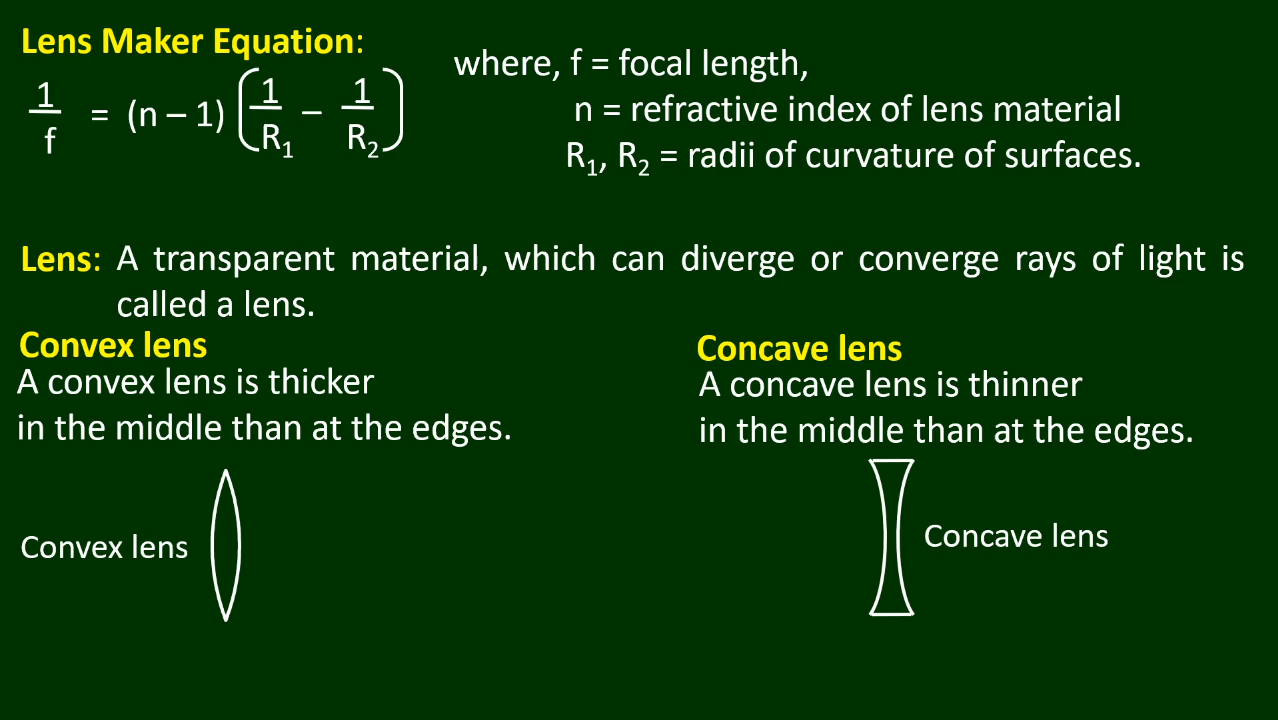 Lens Maker Equation:
1/f = (n – 1) (1/R₁ – 1/R₂)
where, f = focal length,
n = refractive index of lens material
R₁, R₂ = radii of curvature of surfaces.
Lens: A transparent material, which can diverge or converge rays of light is
called a lens.
Convex lens
A convex lens is thicker
in the middle than at the edges.
Convex lens
Concave lens
A concave lens is thinner
in the middle than at the edges.
Concave lens